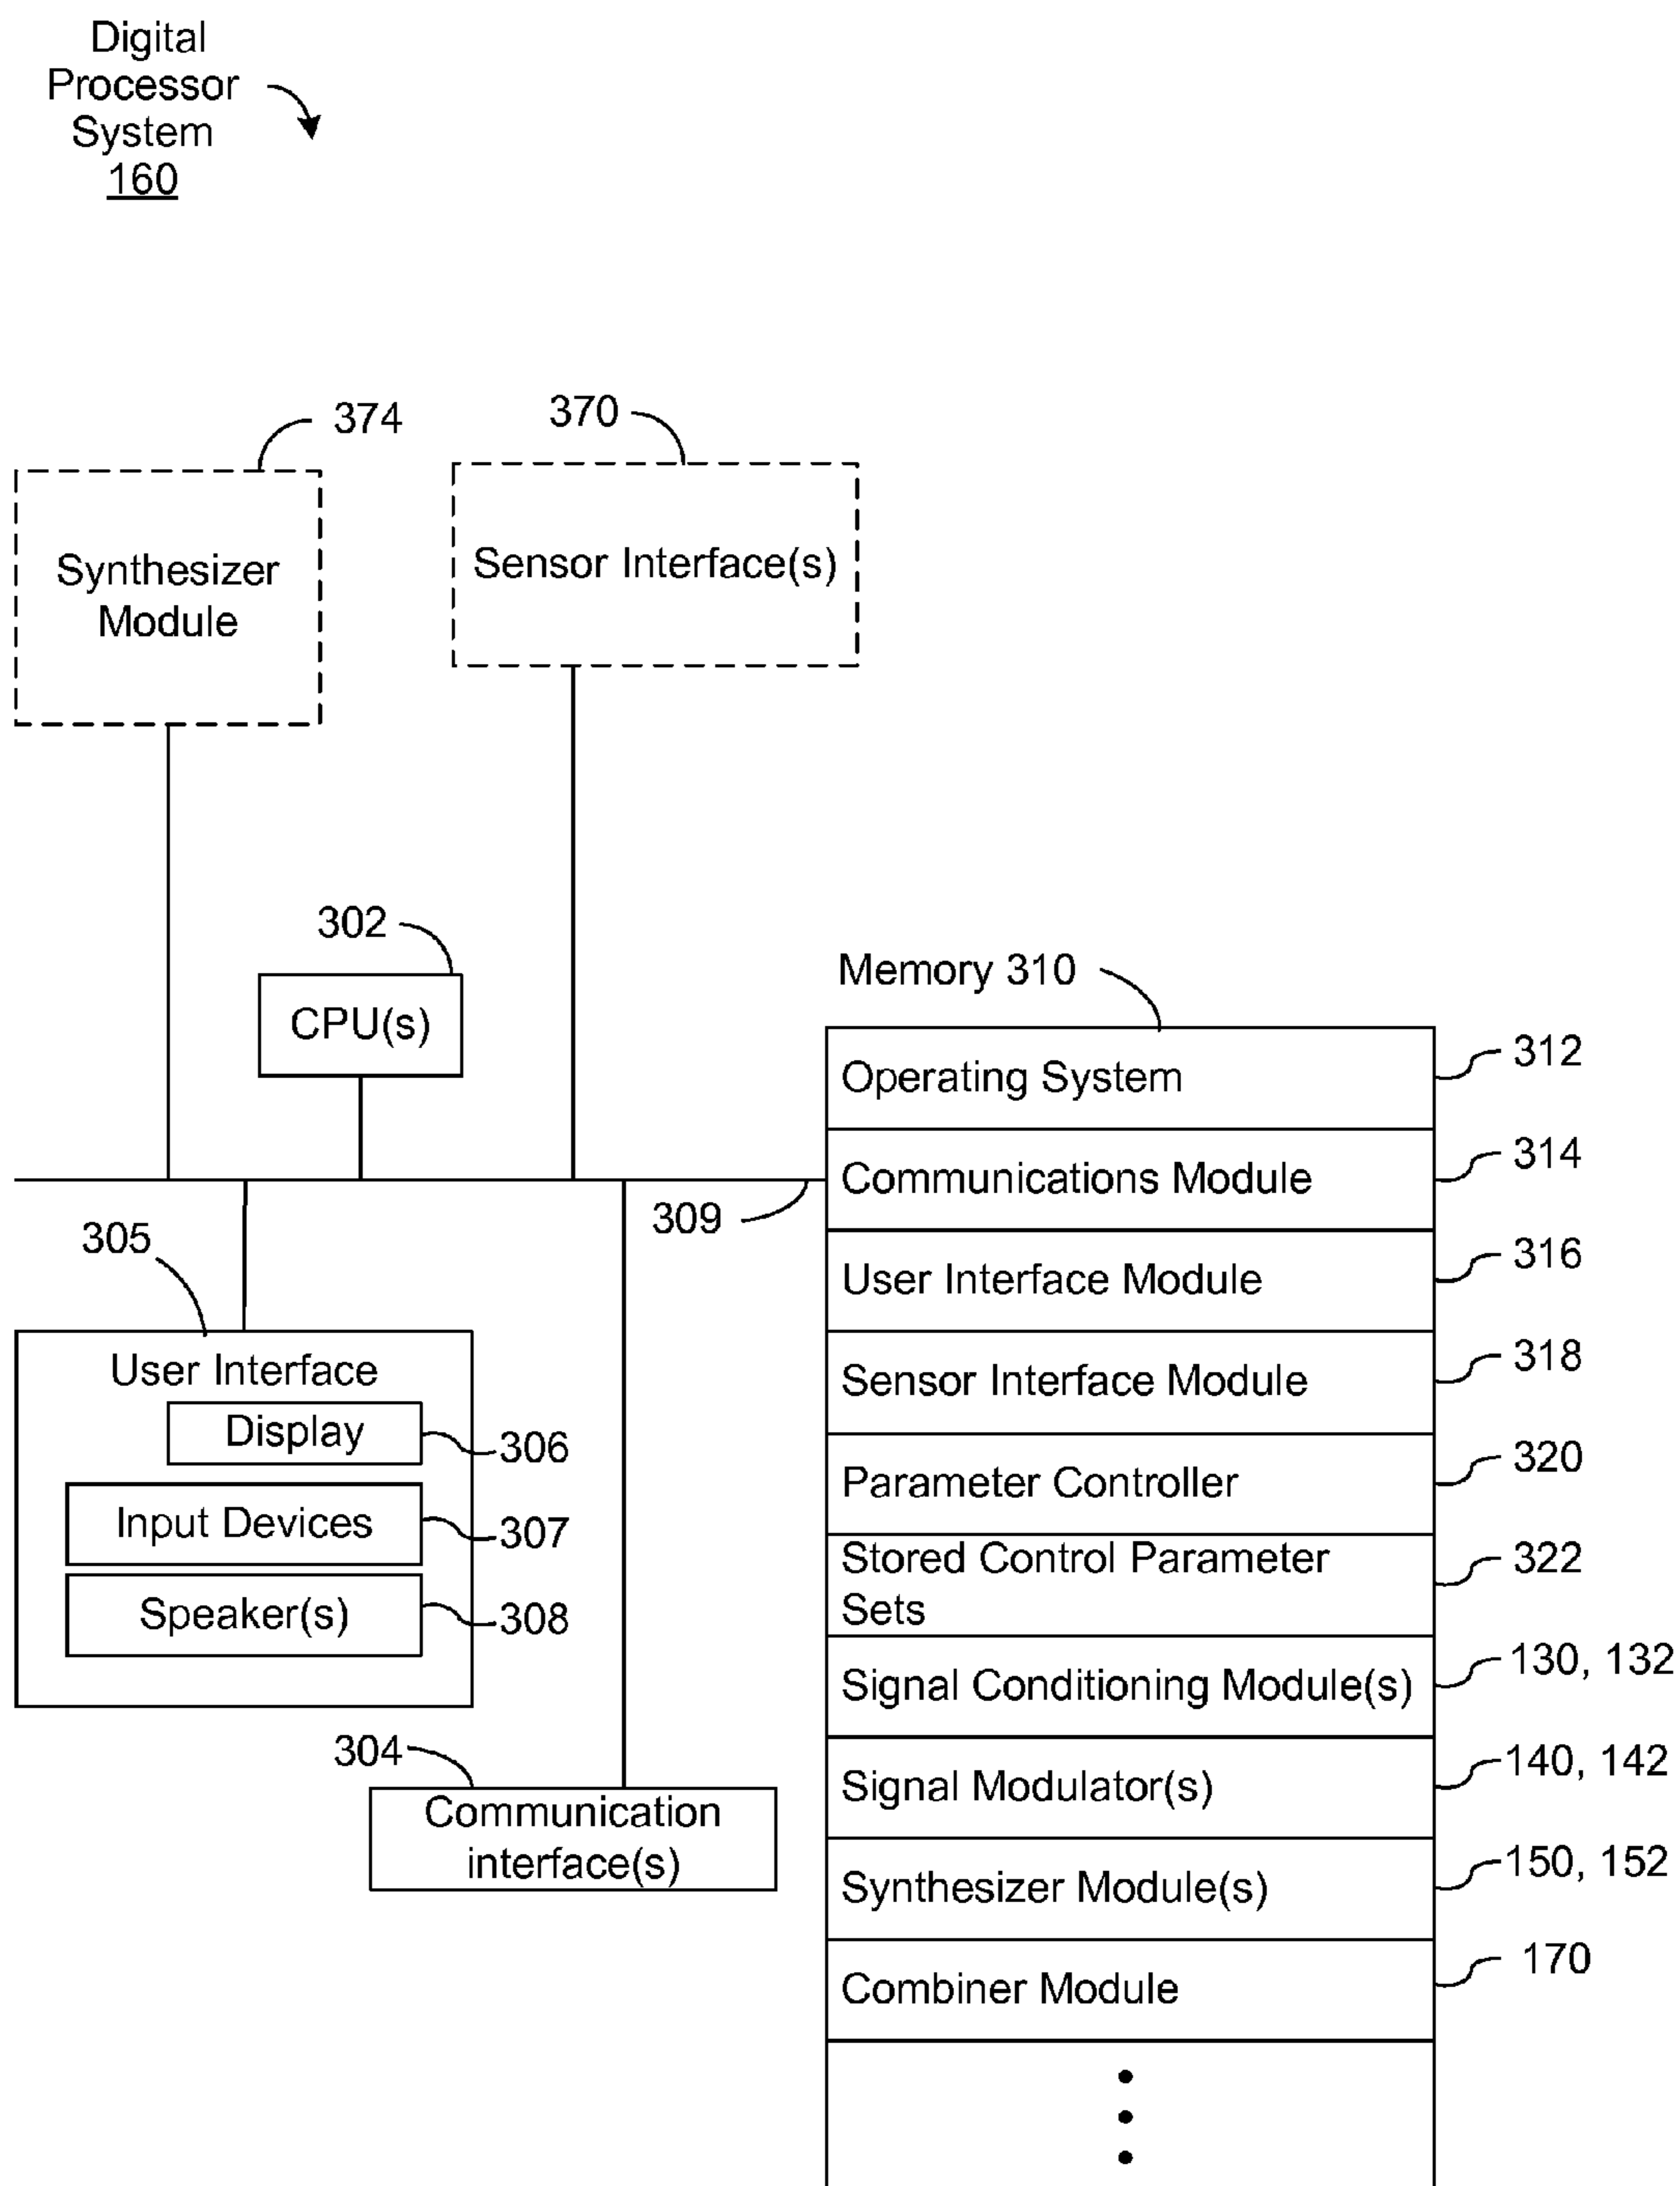 Digital
Processor
System
160
374
370
Synthesizer
Module
Sensor Interface(s)
302
CPU(s)
Memory 310
Operating System
312
Communications Module
314
309
User Interface Module
316
305
User Interface
Display
306
Input Devices
307
Speaker(s)
308
Sensor Interface Module
318
Parameter Controller
320
Stored Control Parameter
Sets
322
Signal Conditioning Module(s)
130, 132
304
Communication
interface(s)
Signal Modulator(s)
140, 142
Synthesizer Module(s)
150, 152
Combiner Module
170